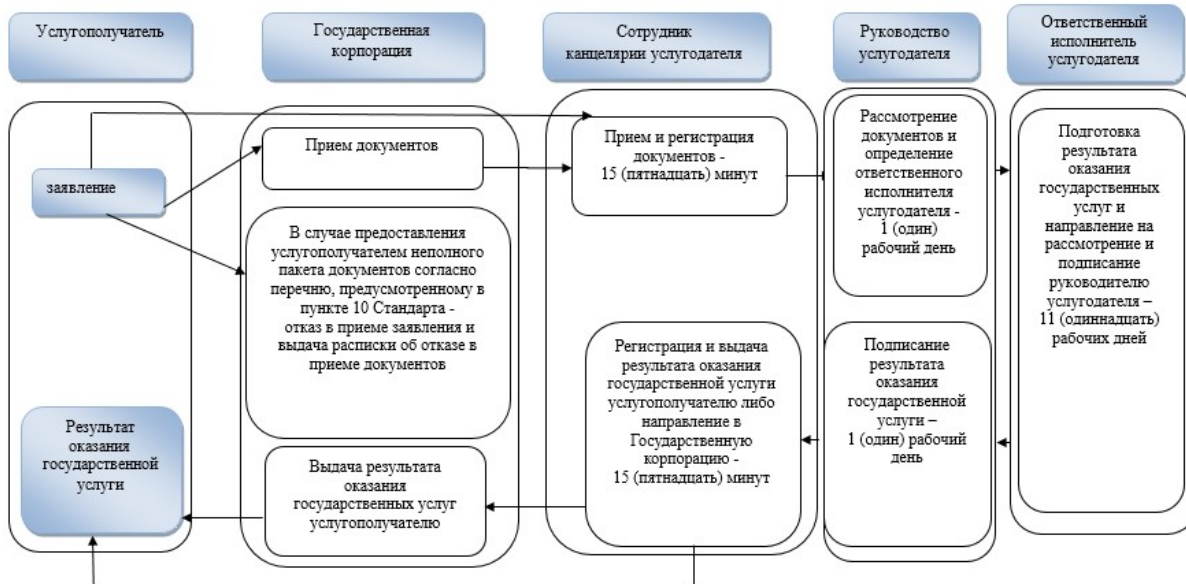 Услугополучатель
Государственная
корпорация
Сотрудник
канцелярии услугодателя
Руководство
услугодателя
Ответственный
исполнитель
услугодателя
заявление
Прием документов
Прием и регистрация
документов -
15 (пятнадцать) минут
Рассмотрение
документов и
определение
ответственного
исполнителя
услугодателя -
1 (один)
рабочий день
Подготовка
результата
оказания
государственных
услуг и
направление на
рассмотрение и
подписание
руководителю
услугодателя –
11 (одиннадцать)
рабочих дней
В случае предоставления
услугополучателем неполного
пакета документов согласно
перечню, предусмотренному в
пункте 10 Стандарта -
отказ в приеме заявления и
выдача расписки об отказе в
приеме документов
Регистрация и выдача
результата оказания
государственной услуги
услугополучателю либо
направление в
Государственную
корпорацию -
15 (пятнадцать) минут
Подписание
результата
оказания
государственной
услуги –
1 (один) рабочий
день
Результат
оказания
государственной
услуги
Выдача результата
оказания
государственных услуг
услугополучателю